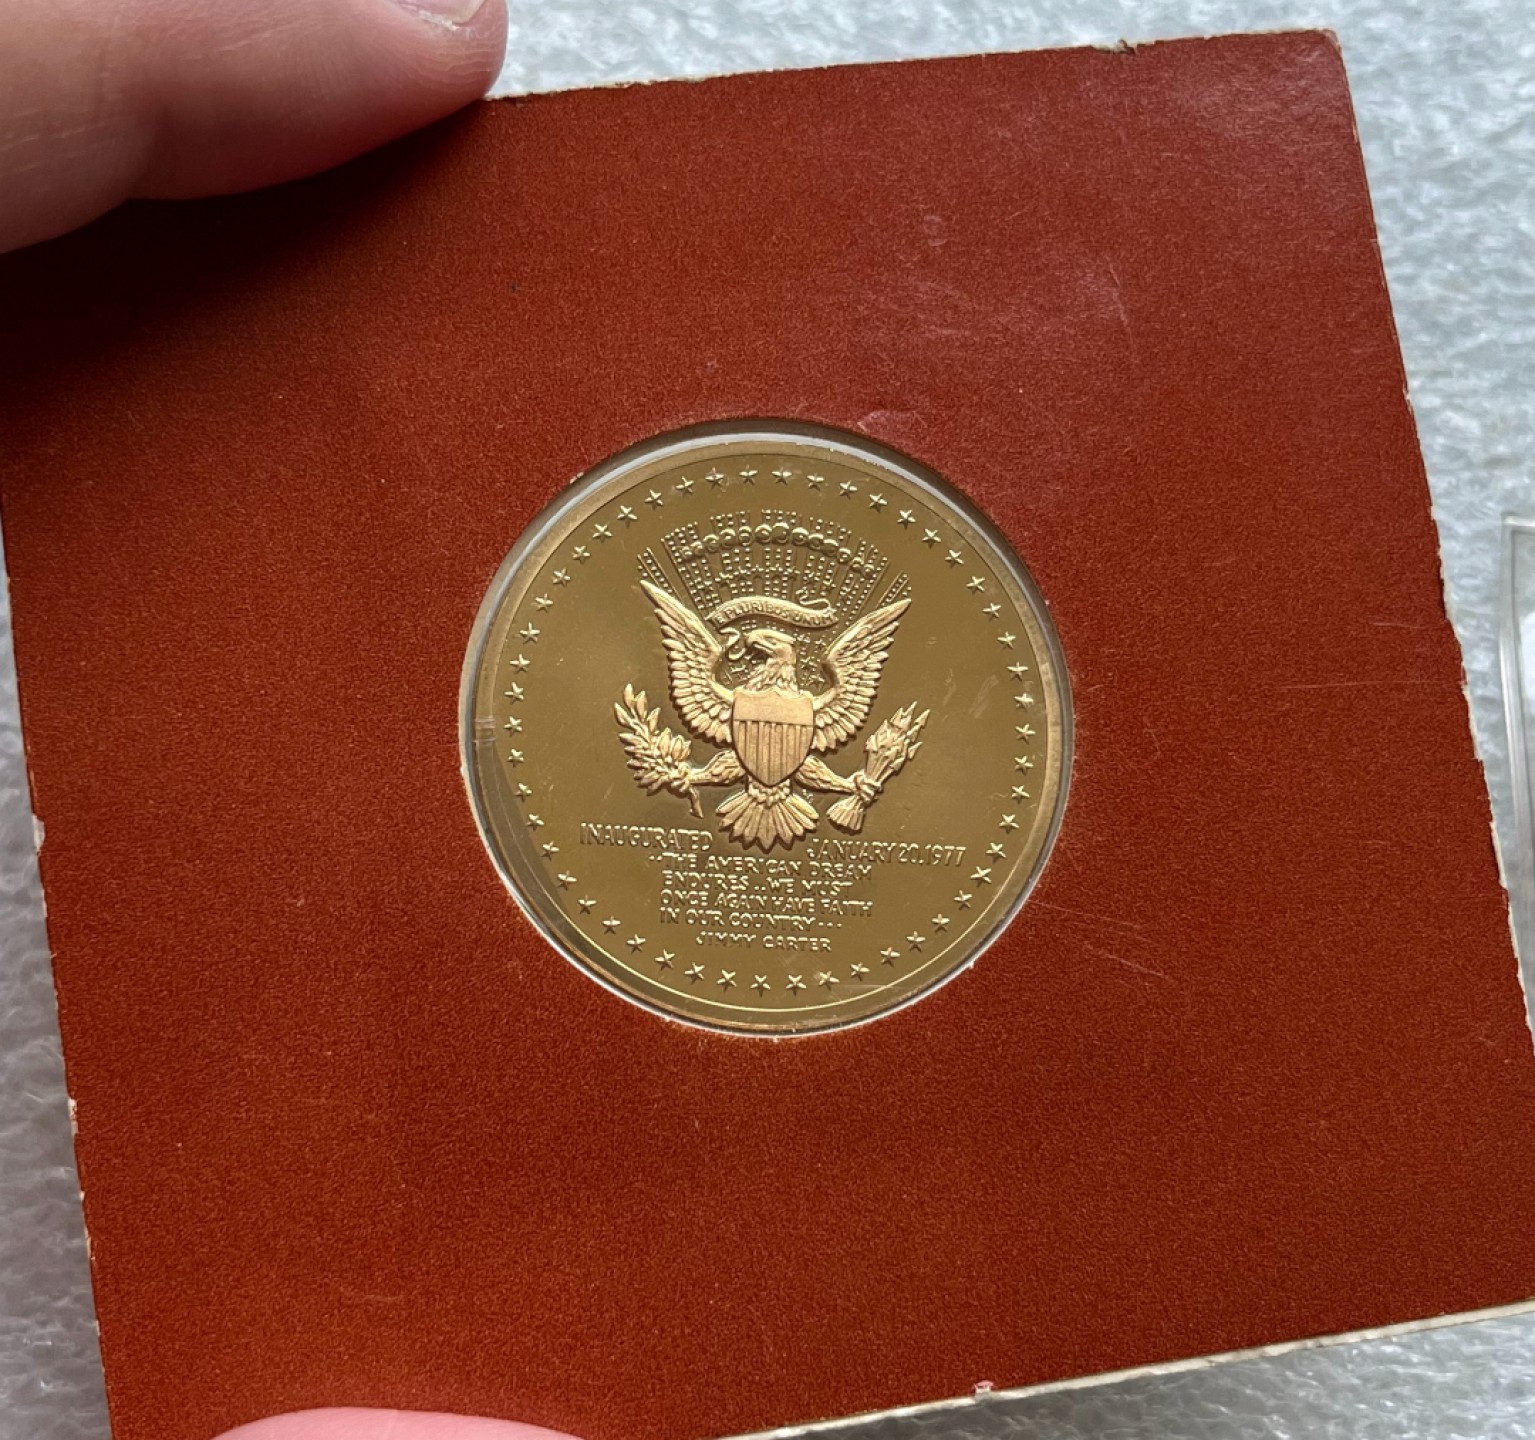 E PLURIBUS UNUM
INAUGURATED JANUARY 20.1977
"THE AMERICAN DREAM
ENDURES...WE MUST
ONCE AGAIN HAVE FAITH
IN OUR COUNTRY---
JIMMY CARTER